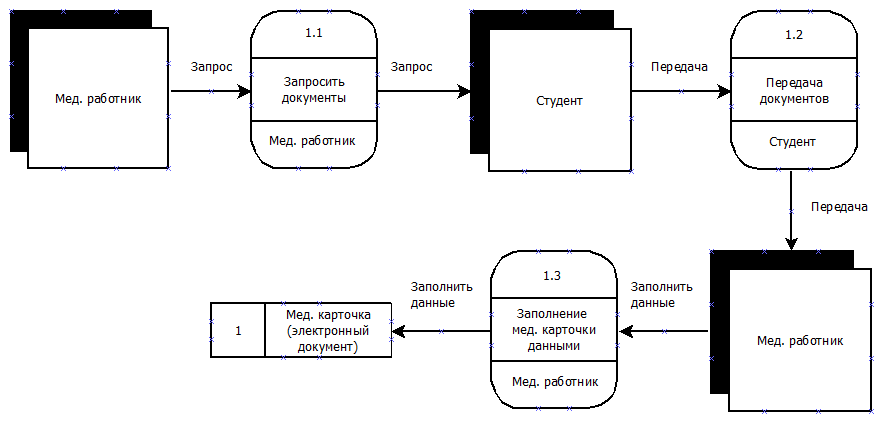 Мед. работник
Запрос
1.1
Запросить
документы
Мед. работник
Запрос
Студент
Передача
1.2
Передача
документов
Студент
Передача
Мед. работник
Заполнить
данные
1.3
Заполнение
мед. карточки
данными
Мед. работник
Заполнить
данные
1
Мед. карточка
(электронный
документ)